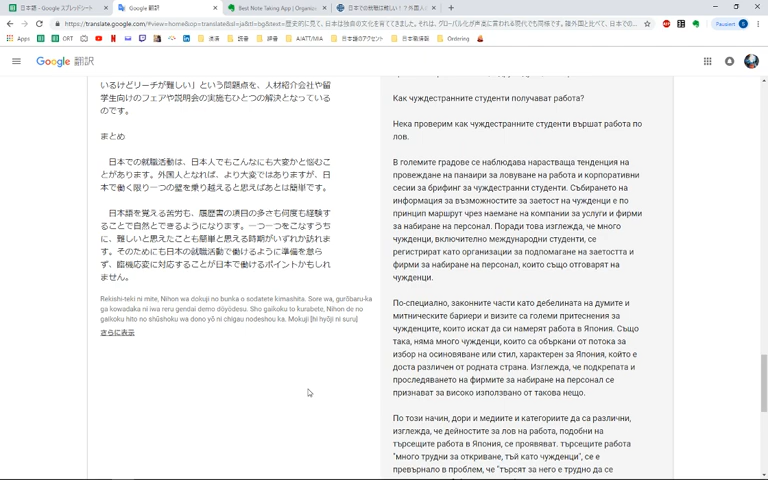 日本語 - Google スプレッドシート
Google 翻訳
Best Note Taking App | Organize
日本での就職は難しい！？外国人
https://translate.google.com/#view=home&op=translate&sl=ja&tl=bg&text=歴史的に見て、日本は独自の文化を育ててきました。それは、グローバル化が声高に言われる現代でも同様です。諸外国と比べて、日本での...
Pausiert
Apps
ORT
読書
辞書
AJATT/MIA
日本語のアクセント
日本語情報
Ordering
Google 翻訳
いるけどリーチが難しい」という問題点を、人材紹介会社や留
学生向けのフェアや説明会の実施もひとつの解決となっている
のです。
まとめ
日本での就職活動は、日本人でもこんなにも大変かと悩むこ
とがあります。外国人となれば、より大変ではありますが、日
本で働く限り一つの壁を乗り越えると思えばあとは簡単です。
日本語を覚える苦労も、履歴書の項目の多さも何度も経験す
ることで自然とできるようになります。一つ一つをこなすうち
に、難しいと思えたことも簡単と思える時期がいずれか訪れま
す。そのためにも日本の就職活動で働けるように準備を怠ら
ず、臨機応変に対応することが日本で働けるポイントかもしれ
ません。
Rekishi-teki ni mite, Nihon wa dokuji no bunka o sodatete kimashita. Sore wa, gurōbaru-ka
ga kowadaka ni iwa reru gendai demo dōyōdesu. Sho gaikoku to kurabete, Nihon de no
gaikoku hito no shūshoku wa dono yō ni chigau nodeshou ka. Mokuji [hi hyōji ni suru]
さらに表示
Как чуждестранните студенти получават работа?
Нека проверим как чуждестранните студенти вършат работа по
лов.
В големите градове се наблюдава нарастваща тенденция на
провеждане на панаири за ловуване на работа и корпоративни
сесии за брифинг за чуждестранни студенти. Събирането на
информация за възможностите за заетост на чужденци е по
принцип маршрут чрез наемане на компании за услуги и фирми
за набиране на персонал. Поради това изглежда, че много
чужденци, включително международни студенти, се
регистрират като организации за подпомагане на заетостта и
фирми за набиране на персонал, които също отговарят на
чужденци.
По-специално, законните части като дебелината на думите и
митническите бариери и визите са големи притеснения за
чужденците, които искат да си намерят работа в Япония. Също
така, няма много чужденци, които са объркани от потока за
избор на осиновяване или стил, характерен за Япония, който е
доста различен от родната страна. Изглежда, че подкрепата и
проследяването на фирмите за набиране на персонал се
признават за високо използвано от такова нещо.
По този начин, дори и медиите и категориите да са различни,
изглежда, че дейностите за лов на работа, подобни на
търсещите работа в Япония, се проявяват. търсещите работа
"много трудни за откриване, тъй като чужденци", се е
превърнало в проблем, че "търсят за него е трудно да се